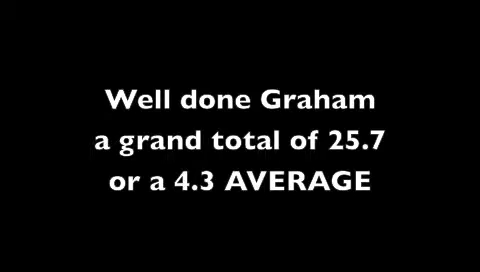 Well done Graham
a grand total of 25.7
or a 4.3 AVERAGE